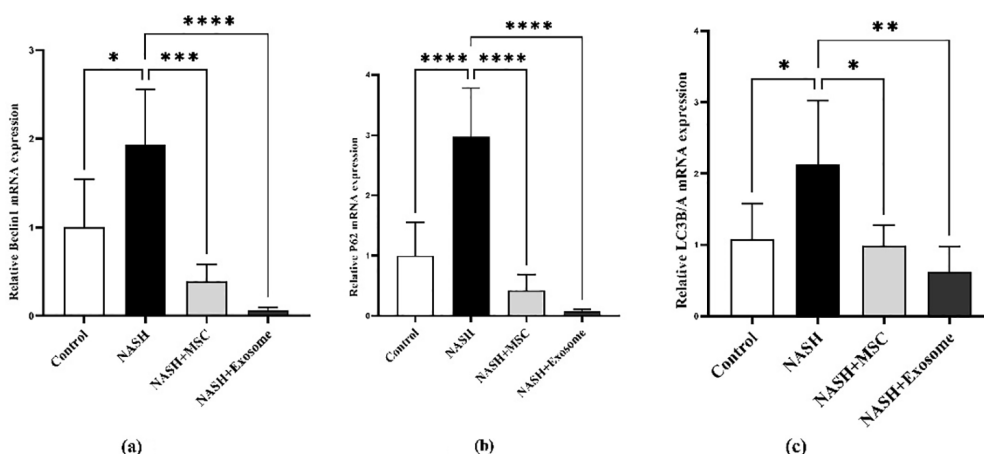 ****
*
***
Relative Beclin1 mRNA expression
3
2
1
0
Control
NASH
NASH+MSC
NASH+Exosome
(a)
****
****
****
Relative P62 mRNA expression
4
3
2
1
0
Control
NASH
NASH+MSC
NASH+Exosome
(b)
**
*
*
Relative LC3B/A mRNA expression
4
3
2
1
0
Control
NASH
NASH+MSC
NASH+Exosome
(c)